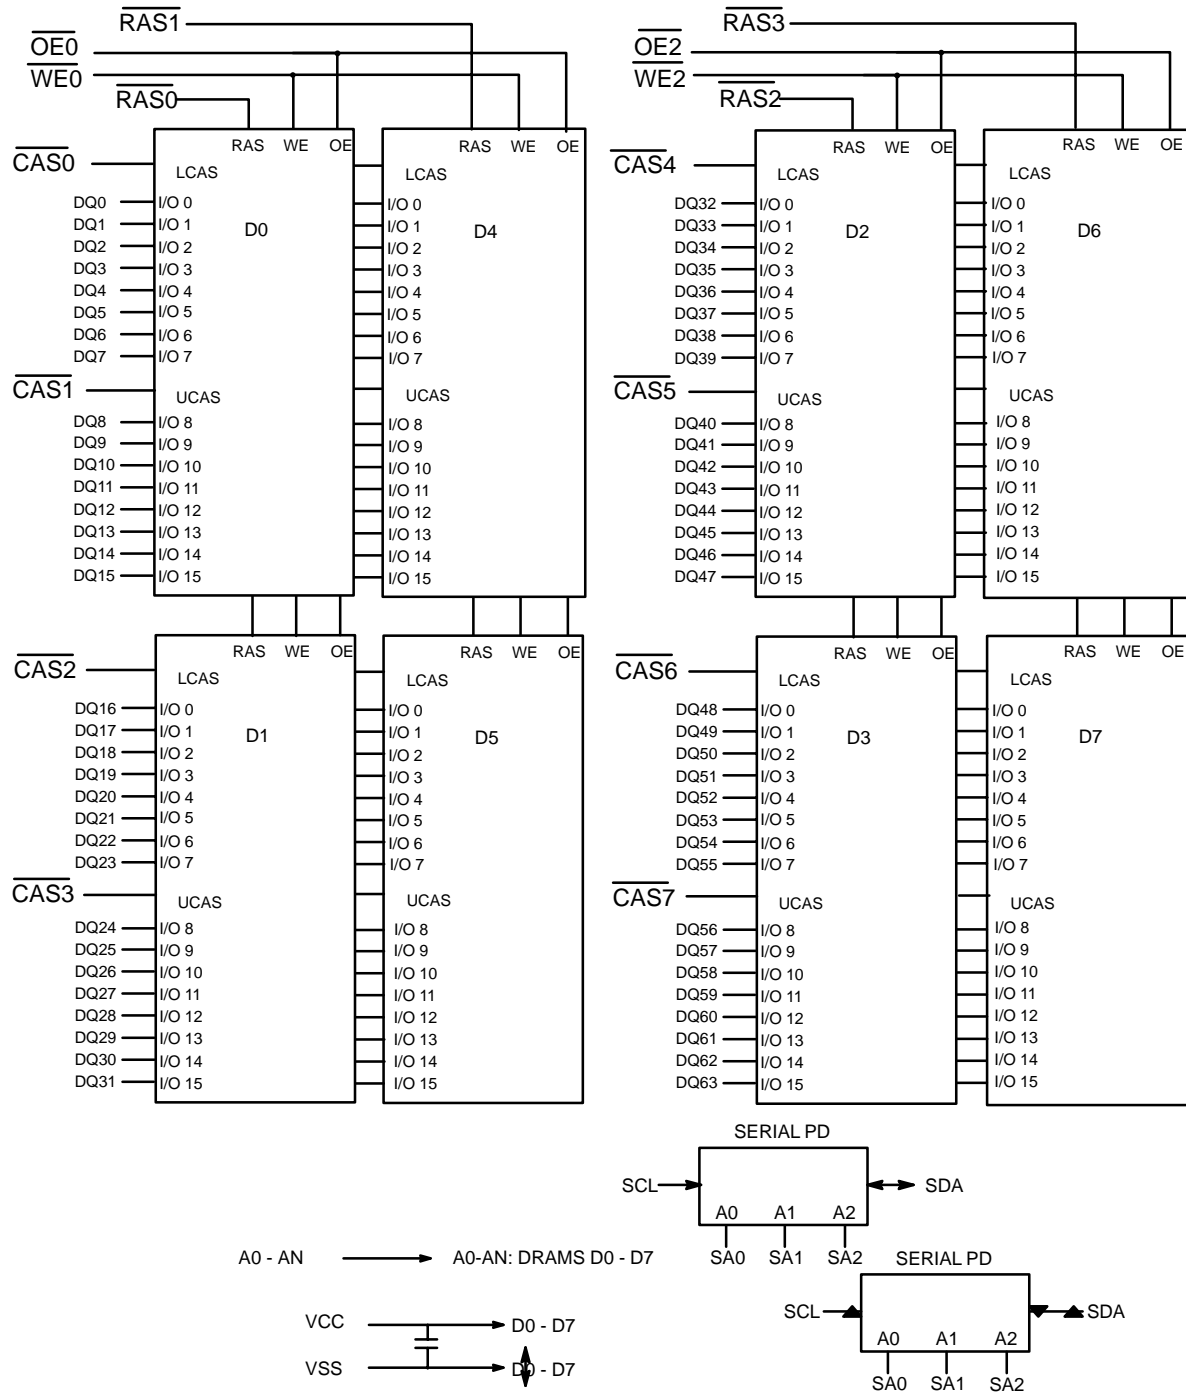 RAS1 RAS3
OE0 OE2
WE0 WE2
RAS0 RAS2
RAS WE OE RAS WE OE RAS WE OE RAS WE OE
CAS0 LCAS LCAS CAS4 LCAS LCAS
DQ0 I/O 0 I/O 0 DQ32 I/O 0 I/O 0
DQ1 I/O 1 D0 I/O 1 D4 DQ33 I/O 1 D2 I/O 1 D6
DQ2 I/O 2 I/O 2 DQ34 I/O 2 I/O 2
DQ3 I/O 3 I/O 3 DQ35 I/O 3 I/O 3
DQ4 I/O 4 I/O 4 DQ36 I/O 4 I/O 4
DQ5 I/O 5 I/O 5 DQ37 I/O 5 I/O 5
DQ6 I/O 6 I/O 6 DQ38 I/O 6 I/O 6
DQ7 I/O 7 I/O 7 DQ39 I/O 7 I/O 7
CAS1 UCAS UCAS CAS5 UCAS UCAS
DQ8 I/O 8 I/O 8 DQ40 I/O 8 I/O 8
DQ9 I/O 9 I/O 9 DQ41 I/O 9 I/O 9
DQ10 I/O 10 I/O 10 DQ42 I/O 10 I/O 10
DQ11 I/O 11 I/O 11 DQ43 I/O 11 I/O 11
DQ12 I/O 12 I/O 12 DQ44 I/O 12 I/O 12
DQ13 I/O 13 I/O 13 DQ45 I/O 13 I/O 13
DQ14 I/O 14 I/O 14 DQ46 I/O 14 I/O 14
DQ15 I/O 15 I/O 15 DQ47 I/O 15 I/O 15
RAS WE OE RAS WE OE RAS WE OE RAS WE OE
CAS2 LCAS LCAS CAS6 LCAS LCAS
DQ16 I/O 0 I/O 0 DQ48 I/O 0 I/O 0
DQ17 I/O 1 D1 I/O 1 D5 DQ49 I/O 1 D3 I/O 1 D7
DQ18 I/O 2 I/O 2 DQ50 I/O 2 I/O 2
DQ19 I/O 3 I/O 3 DQ51 I/O 3 I/O 3
DQ20 I/O 4 I/O 4 DQ52 I/O 4 I/O 4
DQ21 I/O 5 I/O 5 DQ53 I/O 5 I/O 5
DQ22 I/O 6 I/O 6 DQ54 I/O 6 I/O 6
DQ23 I/O 7 I/O 7 DQ55 I/O 7 I/O 7
CAS3 UCAS UCAS CAS7 UCAS UCAS
DQ24 I/O 8 I/O 8 DQ56 I/O 8 I/O 8
DQ25 I/O 9 I/O 9 DQ57 I/O 9 I/O 9
DQ26 I/O 10 I/O 10 DQ58 I/O 10 I/O 10
DQ27 I/O 11 I/O 11 DQ59 I/O 11 I/O 11
DQ28 I/O 12 I/O 12 DQ60 I/O 12 I/O 12
DQ29 I/O 13 I/O 13 DQ61 I/O 13 I/O 13
DQ30 I/O 14 I/O 14 DQ62 I/O 14 I/O 14
DQ31 I/O 15 I/O 15 DQ63 I/O 15 I/O 15
SERIAL PD
SCL SDA
A0 A1 A2
SA0 SA1 SA2
A0 - AN A0-AN: DRAMS D0 - D7
SERIAL PD
SCL SDA
A0 A1 A2
SA0 SA1 SA2
VCC D0 - D7
VSS D0 - D7